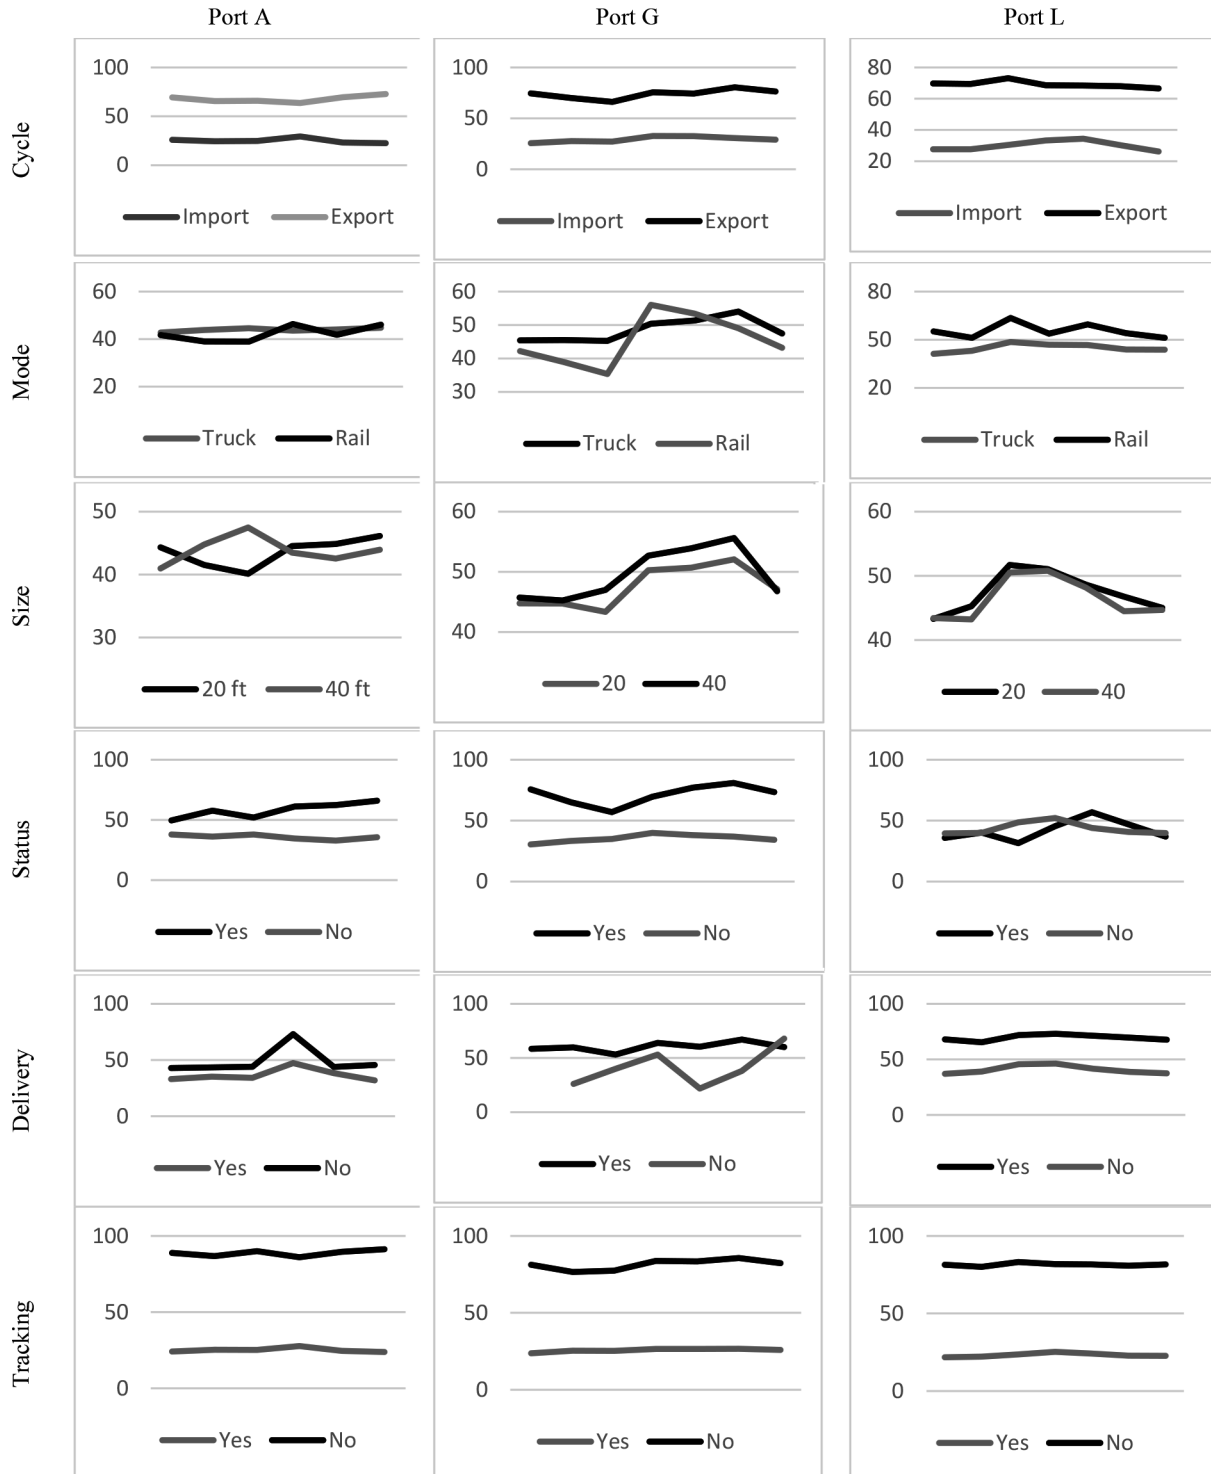 Port A Port G Port L
Cycle
100
50
0
Import Export
100
50
0
Import Export
80
60
40
20
Import Export
Mode
60
40
20
Truck Rail
60
50
40
30
Truck Rail
80
50
20
Truck Rail
Size
50
40
30
20 ft 40 ft
60
50
40
20 40
60
50
40
20 40
Status
100
50
0
Yes No
100
50
0
Yes No
100
50
0
Yes No
Delivery
100
50
0
Yes No
100
50
0
Yes No
100
50
0
Yes No
Tracking
100
50
0
Yes No
100
50
0
Yes No
100
50
0
Yes No